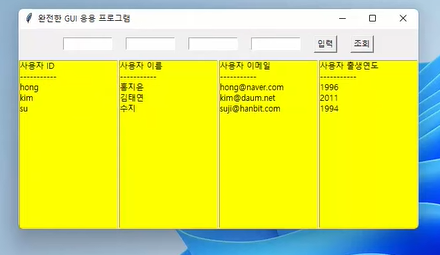 완전한 GUI 응용 프로그램
입력 조회
사용자 ID 사용자 이름 사용자 이메일 사용자 출생연도
----------- ----------- ----------- -----------
hong 홍지윤 hong@naver.com 1996
kim 김태연 kim@daum.net 2011
su 수지 suji@hanbit.com 1994